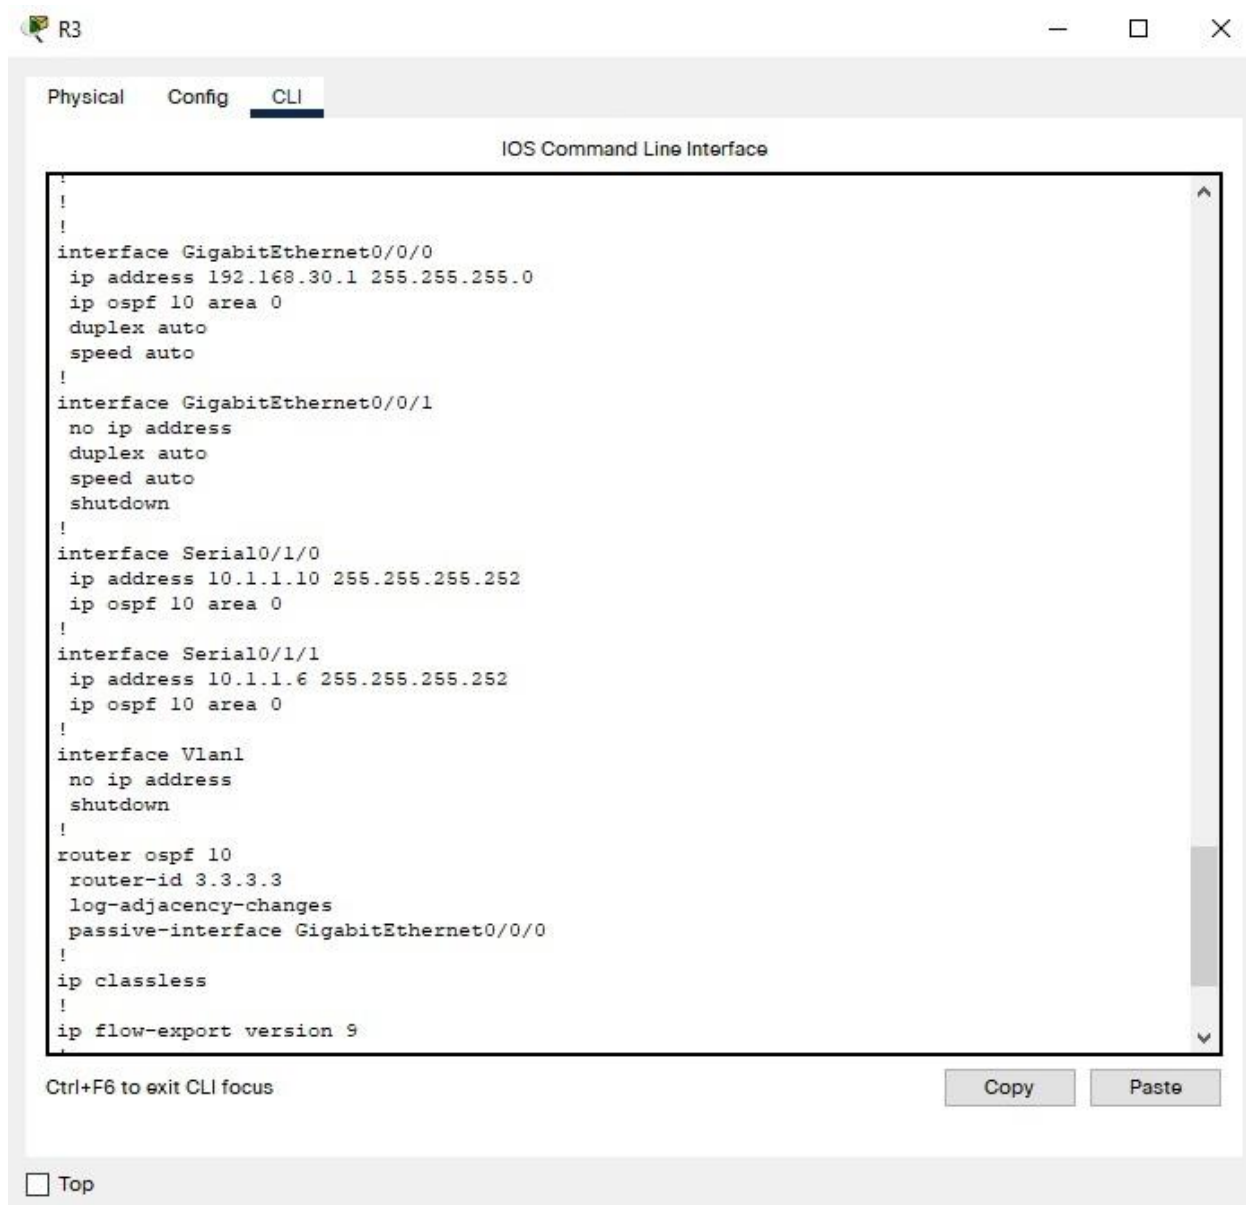 R3
Physical Config CLI
IOS Command Line Interface
!
!
!
interface GigabitEthernet0/0/0
 ip address 192.168.30.1 255.255.255.0
 ip ospf 10 area 0
 duplex auto
 speed auto
!
interface GigabitEthernet0/0/1
 no ip address
 duplex auto
 speed auto
 shutdown
!
interface Serial0/1/0
 ip address 10.1.1.10 255.255.255.252
 ip ospf 10 area 0
!
interface Serial0/1/1
 ip address 10.1.1.6 255.255.255.252
 ip ospf 10 area 0
!
interface Vlan1
 no ip address
 shutdown
!
router ospf 10
 router-id 3.3.3.3
 log-adjacency-changes
 passive-interface GigabitEthernet0/0/0
!
ip classless
!
ip flow-export version 9
!
Ctrl+F6 to exit CLI focus
Copy Paste
Top